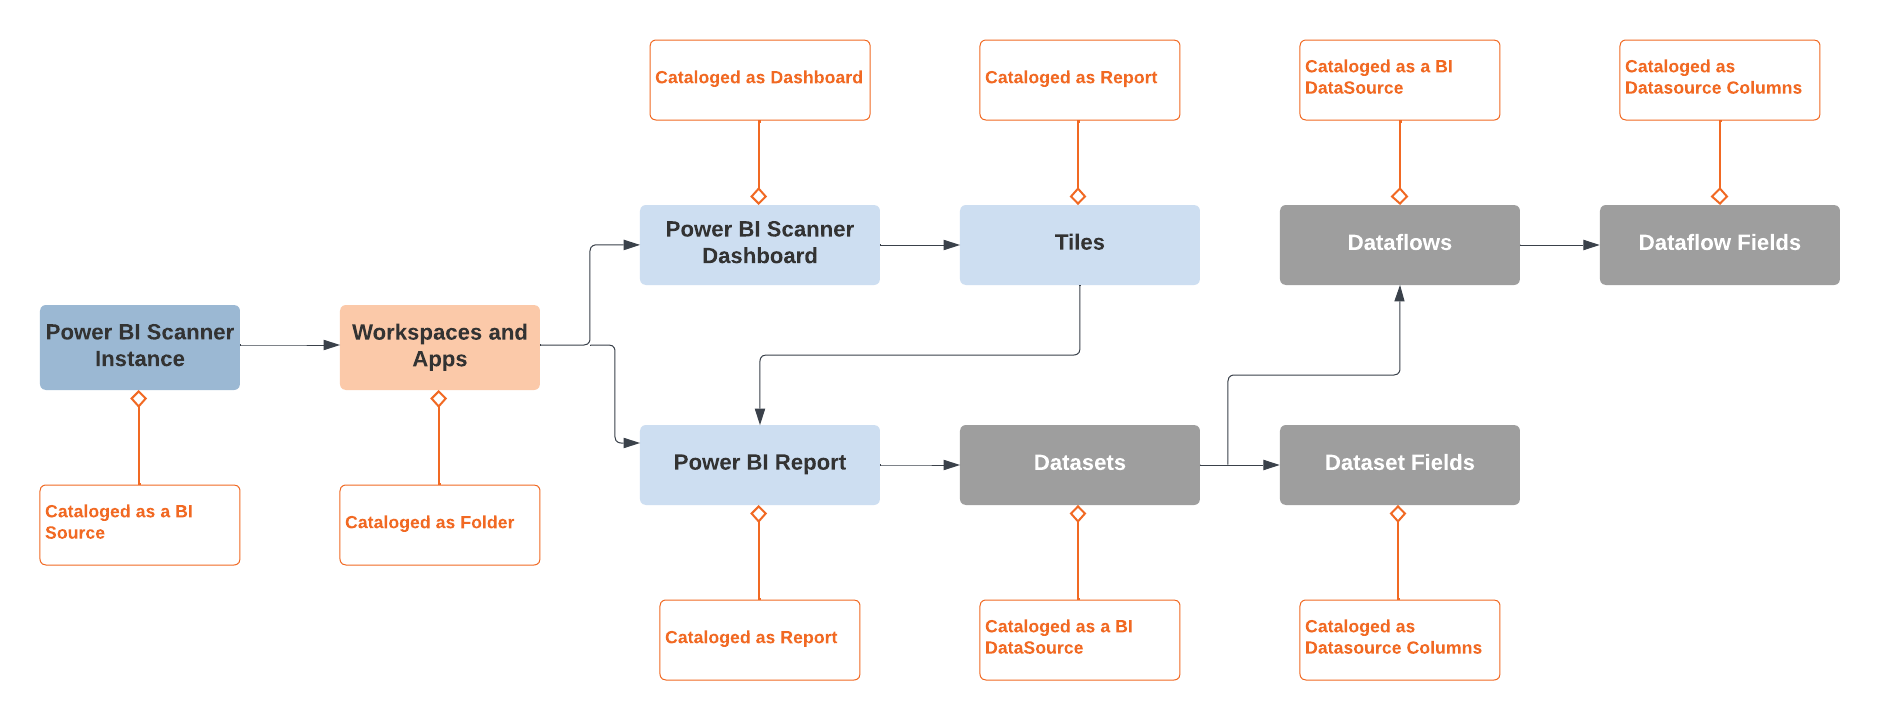 Cataloged as Dashboard
Cataloged as Report
Cataloged as a BI
DataSource
Cataloged as
Datasource Columns
Power BI Scanner
Dashboard
Tiles
Dataflows
Dataflow Fields
Power BI Scanner
Instance
Workspaces and
Apps
Power BI Report
Datasets
Dataset Fields
Cataloged as a BI
Source
Cataloged as Folder
Cataloged as Report
Cataloged as a BI
DataSource
Cataloged as
Datasource Columns